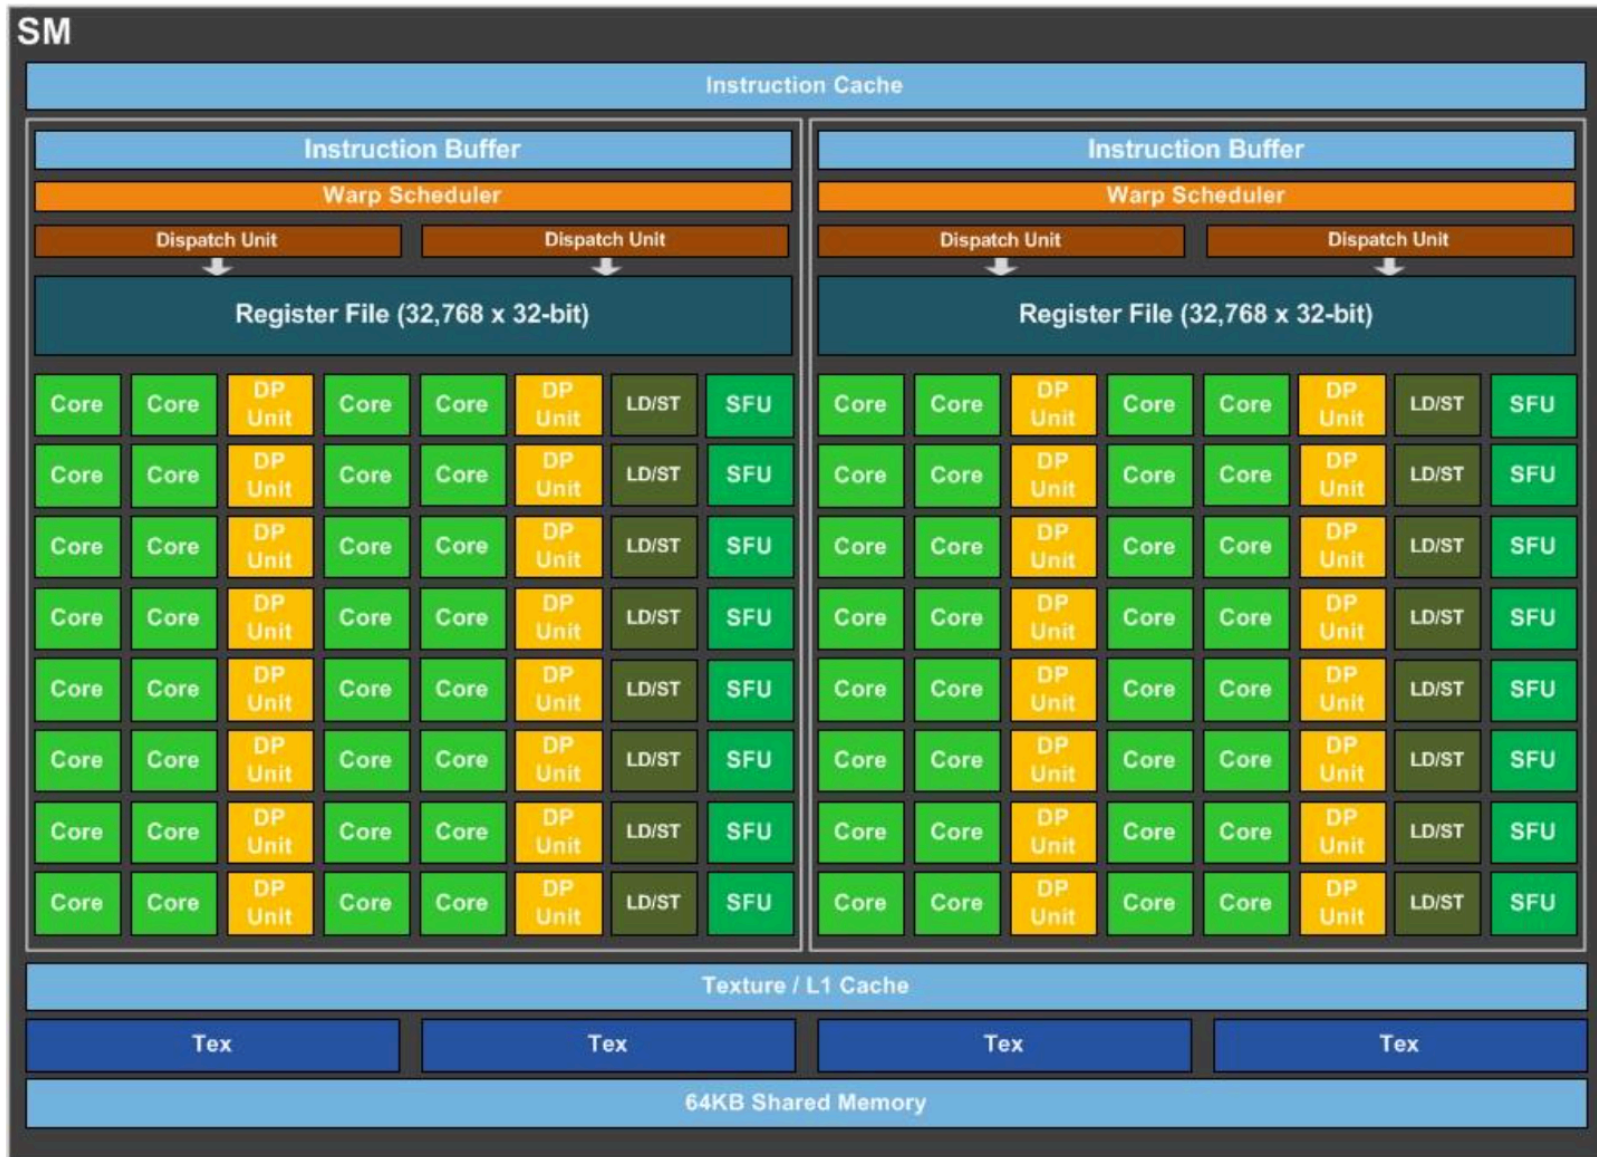 SM
Instruction Cache
Instruction Buffer Instruction Buffer
Warp Scheduler Warp Scheduler
Dispatch Unit Dispatch Unit Dispatch Unit Dispatch Unit
Register File (32,768 x 32-bit) Register File (32,768 x 32-bit)
Core Core DP Unit Core Core DP Unit LD/ST SFU Core Core DP Unit Core Core DP Unit LD/ST SFU
Core Core DP Unit Core Core DP Unit LD/ST SFU Core Core DP Unit Core Core DP Unit LD/ST SFU
Core Core DP Unit Core Core DP Unit LD/ST SFU Core Core DP Unit Core Core DP Unit LD/ST SFU
Core Core DP Unit Core Core DP Unit LD/ST SFU Core Core DP Unit Core Core DP Unit LD/ST SFU
Core Core DP Unit Core Core DP Unit LD/ST SFU Core Core DP Unit Core Core DP Unit LD/ST SFU
Core Core DP Unit Core Core DP Unit LD/ST SFU Core Core DP Unit Core Core DP Unit LD/ST SFU
Core Core DP Unit Core Core DP Unit LD/ST SFU Core Core DP Unit Core Core DP Unit LD/ST SFU
Core Core DP Unit Core Core DP Unit LD/ST SFU Core Core DP Unit Core Core DP Unit LD/ST SFU
Texture / L1 Cache
Tex Tex Tex Tex
64KB Shared Memory